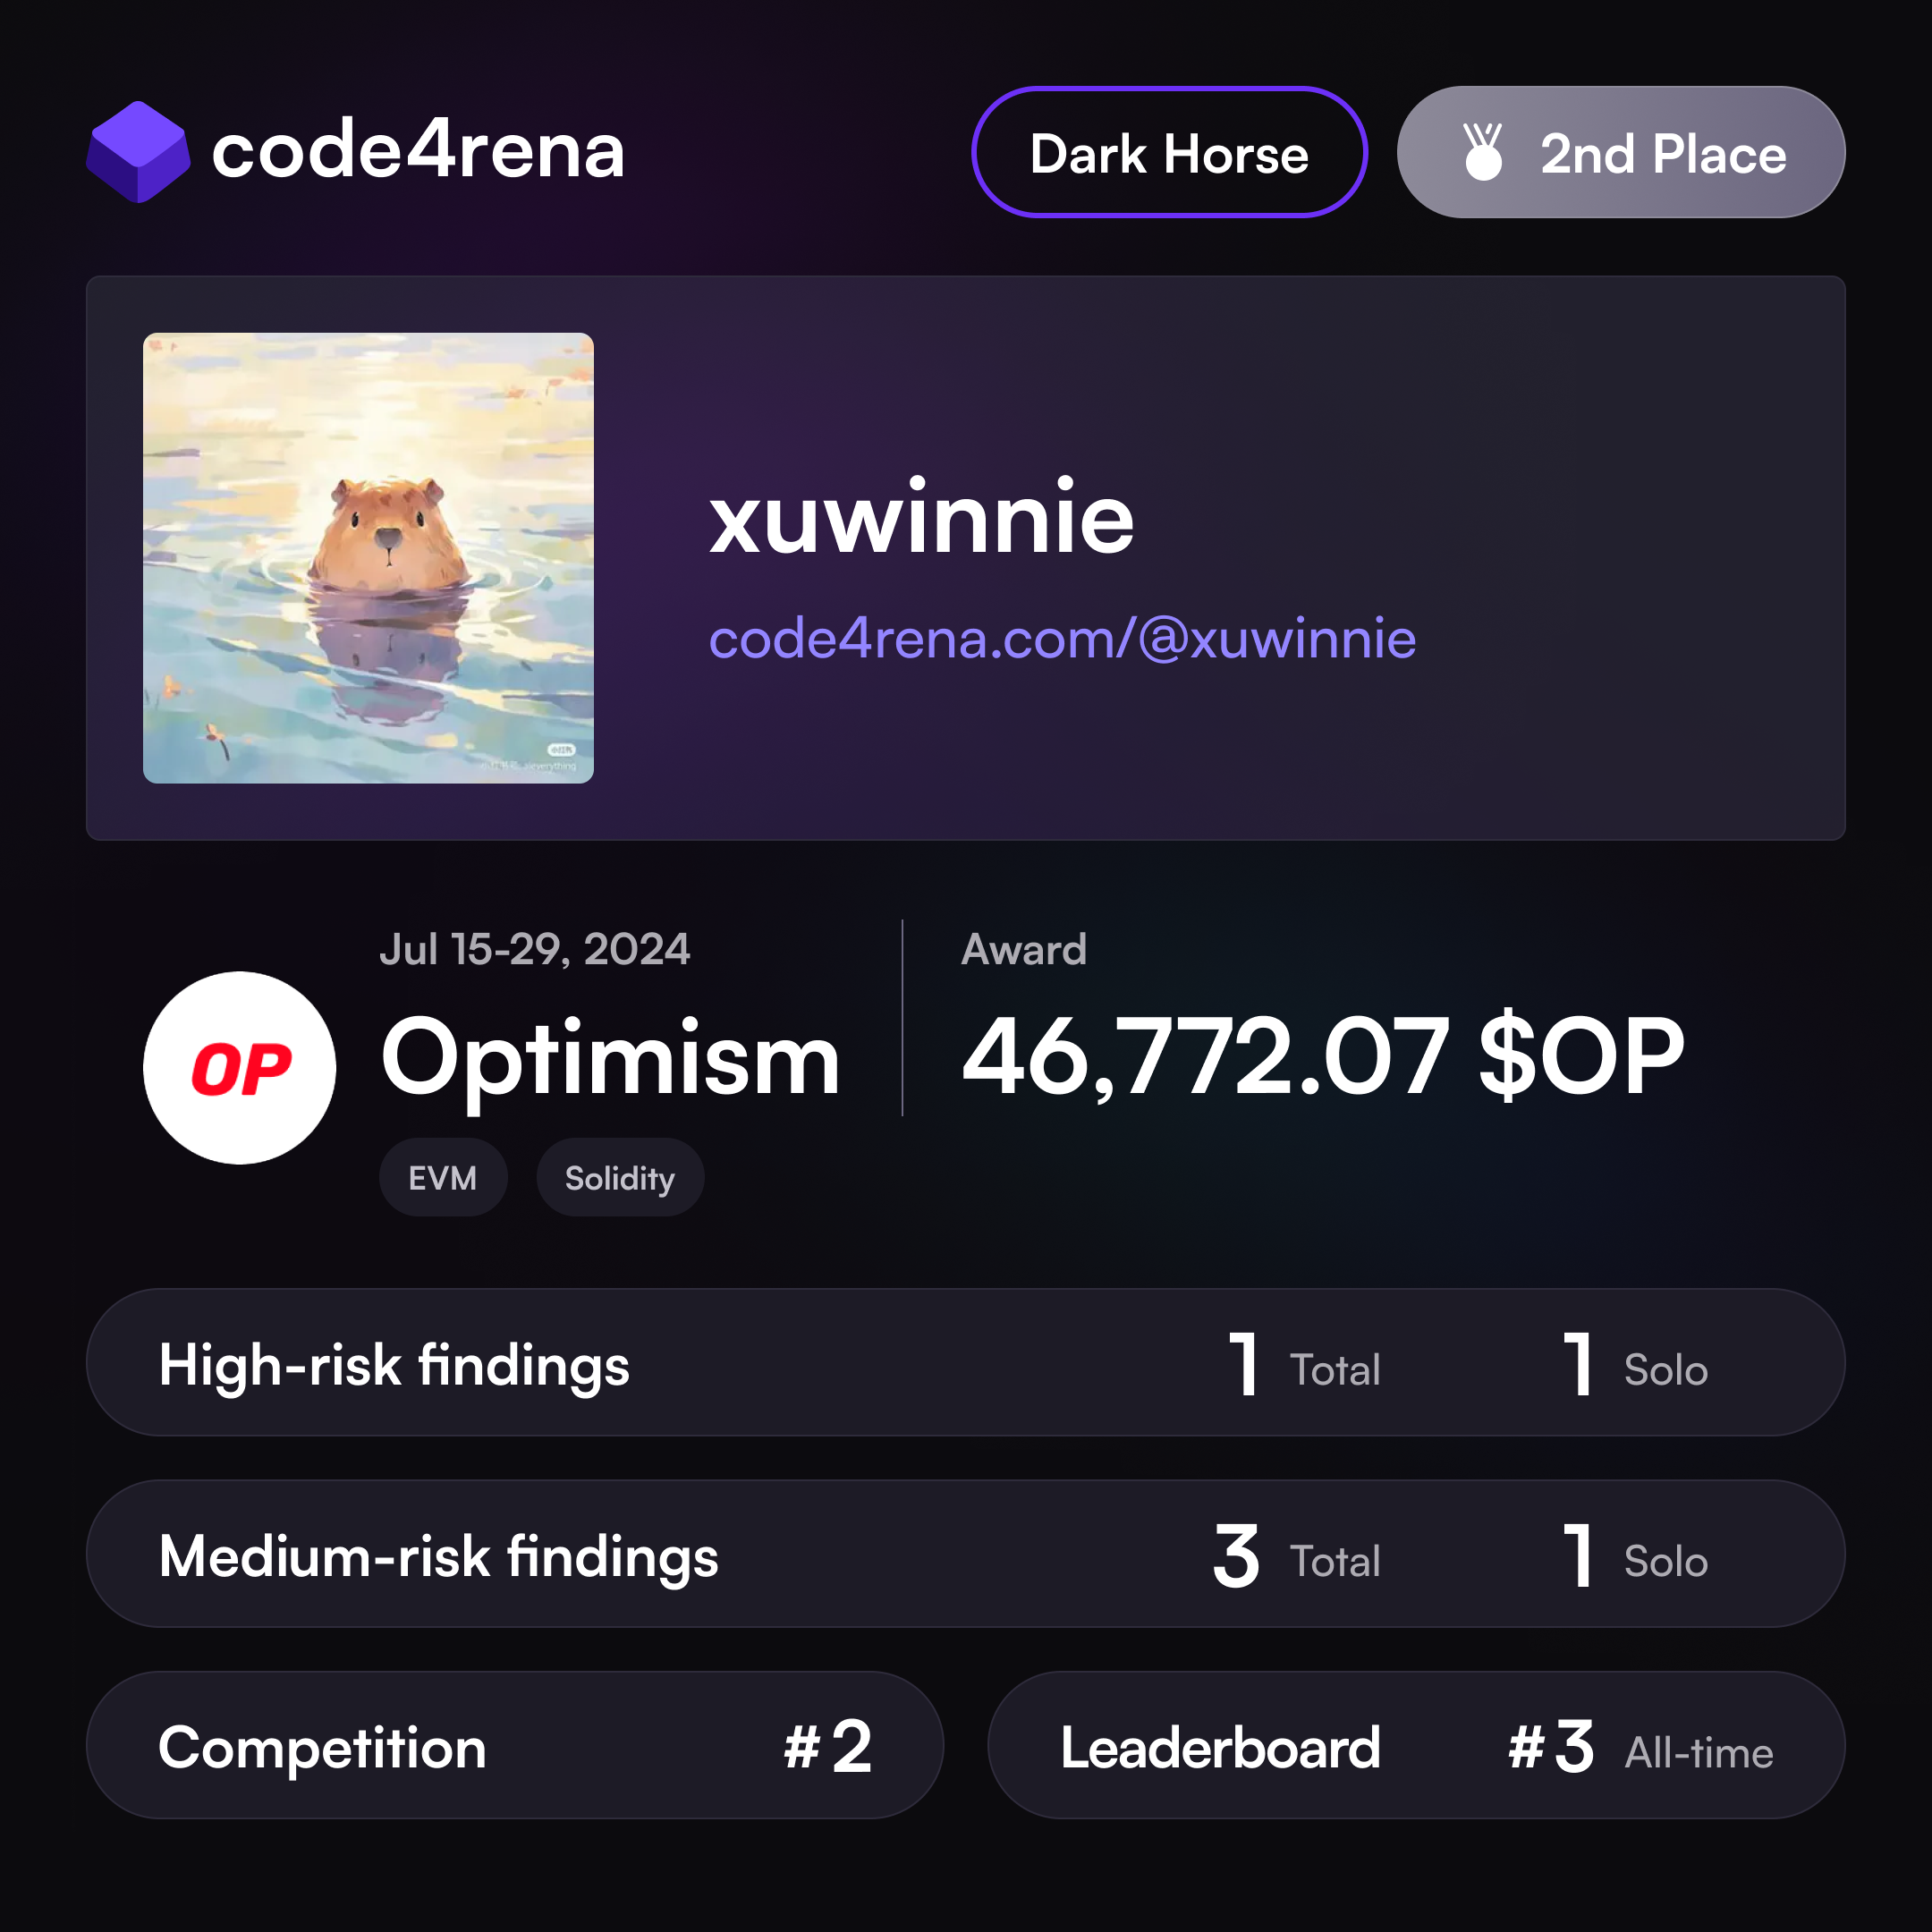 code4rena
Dark Horse
2nd Place
xuwinnie
code4rena.com/@xuwinnie
Jul 15-29, 2024
Award
OP
Optimism
46,772.07 $OP
EVM
Solidity
High-risk findings
1 Total
1 Solo
Medium-risk findings
3 Total
1 Solo
Competition
#2
Leaderboard
#3 All-time